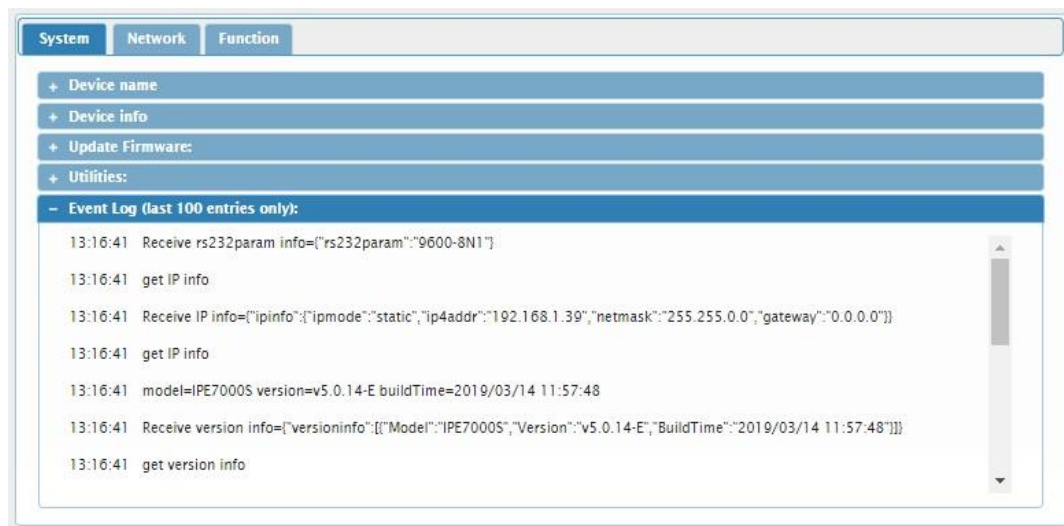 System Network Function
+ Device name
+ Device info
+ Update Firmware:
+ Utilities:
− Event Log (last 100 entries only):
13:16:41 Receive rs232param info={"rs232param":"9600-8N1"}
13:16:41 get IP info
13:16:41 Receive IP info={"ipinfo":{"ipmode":"static","ip4addr":"192.168.1.39","netmask":"255.255.0.0","gateway":"0.0.0.0"}}
13:16:41 get IP info
13:16:41 model=IPE7000S version=v5.0.14-E buildTime=2019/03/14 11:57:48
13:16:41 Receive version info={"versioninfo":[{"Model":"IPE7000S","Version":"v5.0.14-E","BuildTime":"2019/03/14 11:57:48"}]}
13:16:41 get version info